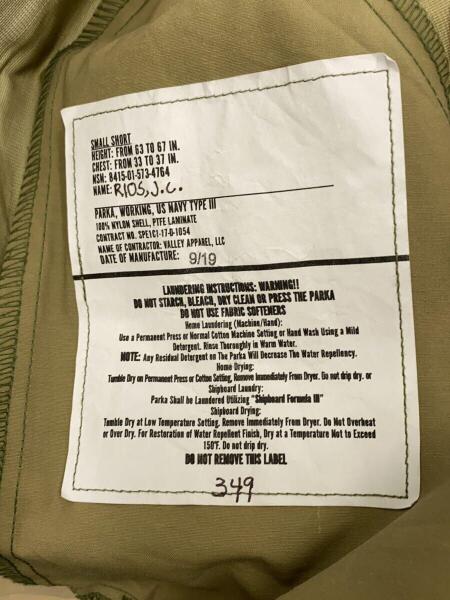 SMALL SHORT
HEIGHT: FROM 63 TO 67 IN.
CHEST: FROM 33 TO 37 IN.
NSN: 8415-01-573-4764
NAME: RIOS, J.C.
PARKA, WORKING, US NAVY TYPE III
100% NYLON SHELL, PTFE LAMINATE
CONTRACT NO. SPE1C1-17-D-1054
NAME OF CONTRACTOR: VALLEY APPAREL, LLC
DATE OF MANUFACTURE: 9/19
LAUNDERING INSTRUCTIONS: WARNING!!
DO NOT STARCH, BLEACH, DRY CLEAN OR PRESS THE PARKA
DO NOT USE FABRIC SOFTENERS
Home Laundering (Machine/Hand):
Use a Permanent Press or Normal Cotton Machine Setting or Hand Wash Using a Mild
Detergent. Rinse Thoroughly in Warm Water.
NOTE: Any Residual Detergent on The Parka Will Decrease The Water Repellency.
Home Drying:
Tumble Dry on Permanent Press or Cotton Setting, Remove Immediately From Dryer. Do not drip dry. or
Shipboard Laundry:
Parka Shall be Laundered Utilizing "Shipboard Formula III"
Shipboard Drying:
Tumble Dry at Low Temperature Setting, Remove Immediately From Dryer. Do Not Overheat
or Over Dry. For Restoration of Water Repellent Finish, Dry at a Temperature Not to Exceed
150°F. Do not drip dry.
DO NOT REMOVE THIS LABEL
349